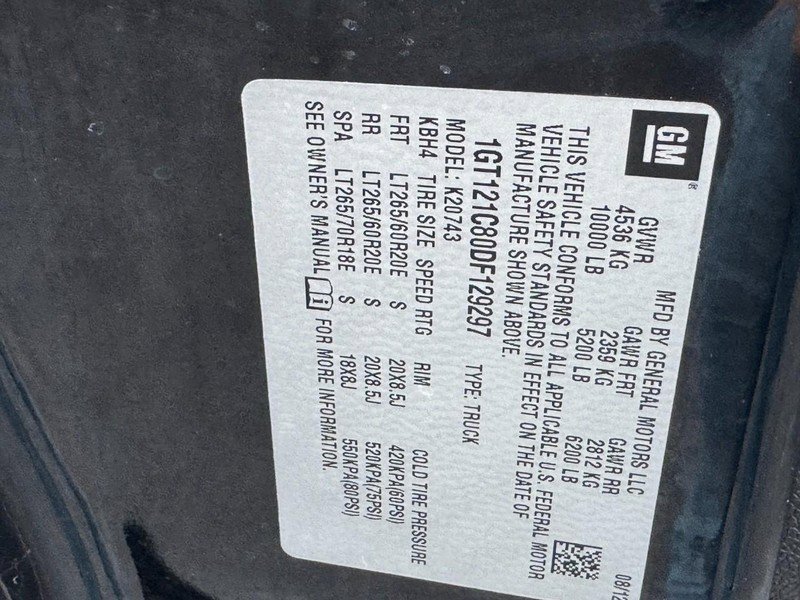 GM ®
MFD BY GENERAL MOTORS LLC 08/12
GVWR GAWR FRT GAWR RR
4536 KG 2359 KG 2812 KG
10000 LB 5200 LB 6200 LB
THIS VEHICLE CONFORMS TO ALL APPLICABLE U.S. FEDERAL MOTOR
VEHICLE SAFETY STANDARDS IN EFFECT ON THE DATE OF
MANUFACTURE SHOWN ABOVE.
1GT121C80DF129297 TYPE: TRUCK
MODEL: K20743
KBH4 TIRE SIZE SPEED RTG RIM COLD TIRE PRESSURE
FRT LT265/60R20E S 20X8.5J 420KPA(60PSI)
RR LT265/60R20E S 20X8.5J 520KPA(75PSI)
SPA LT265/70R18E S 18X8J 550KPA(80PSI)
SEE OWNER'S MANUAL FOR MORE INFORMATION.